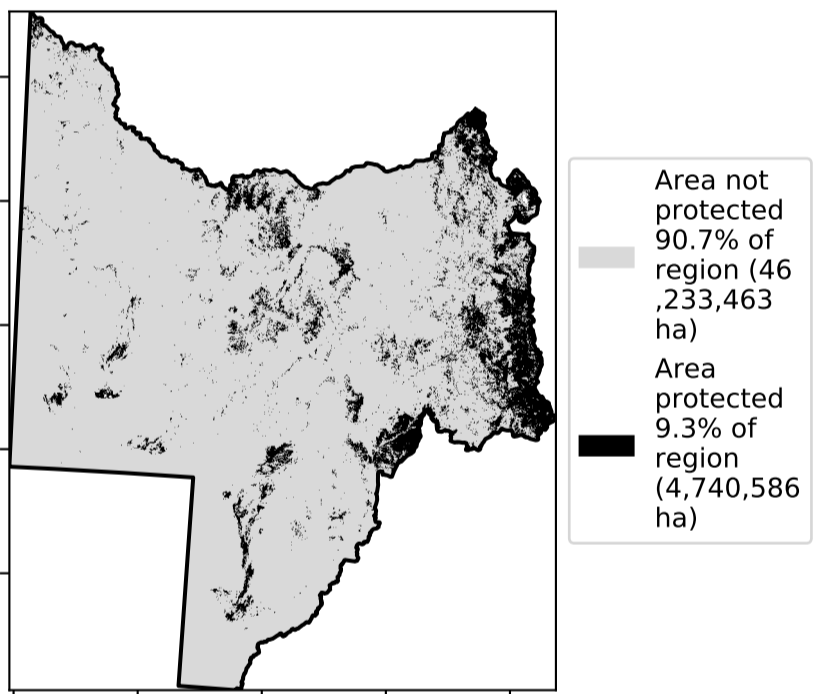 Area not
protected
90.7% of
region (46
,233,463
ha)
Area
protected
9.3% of
region
(4,740,586
ha)